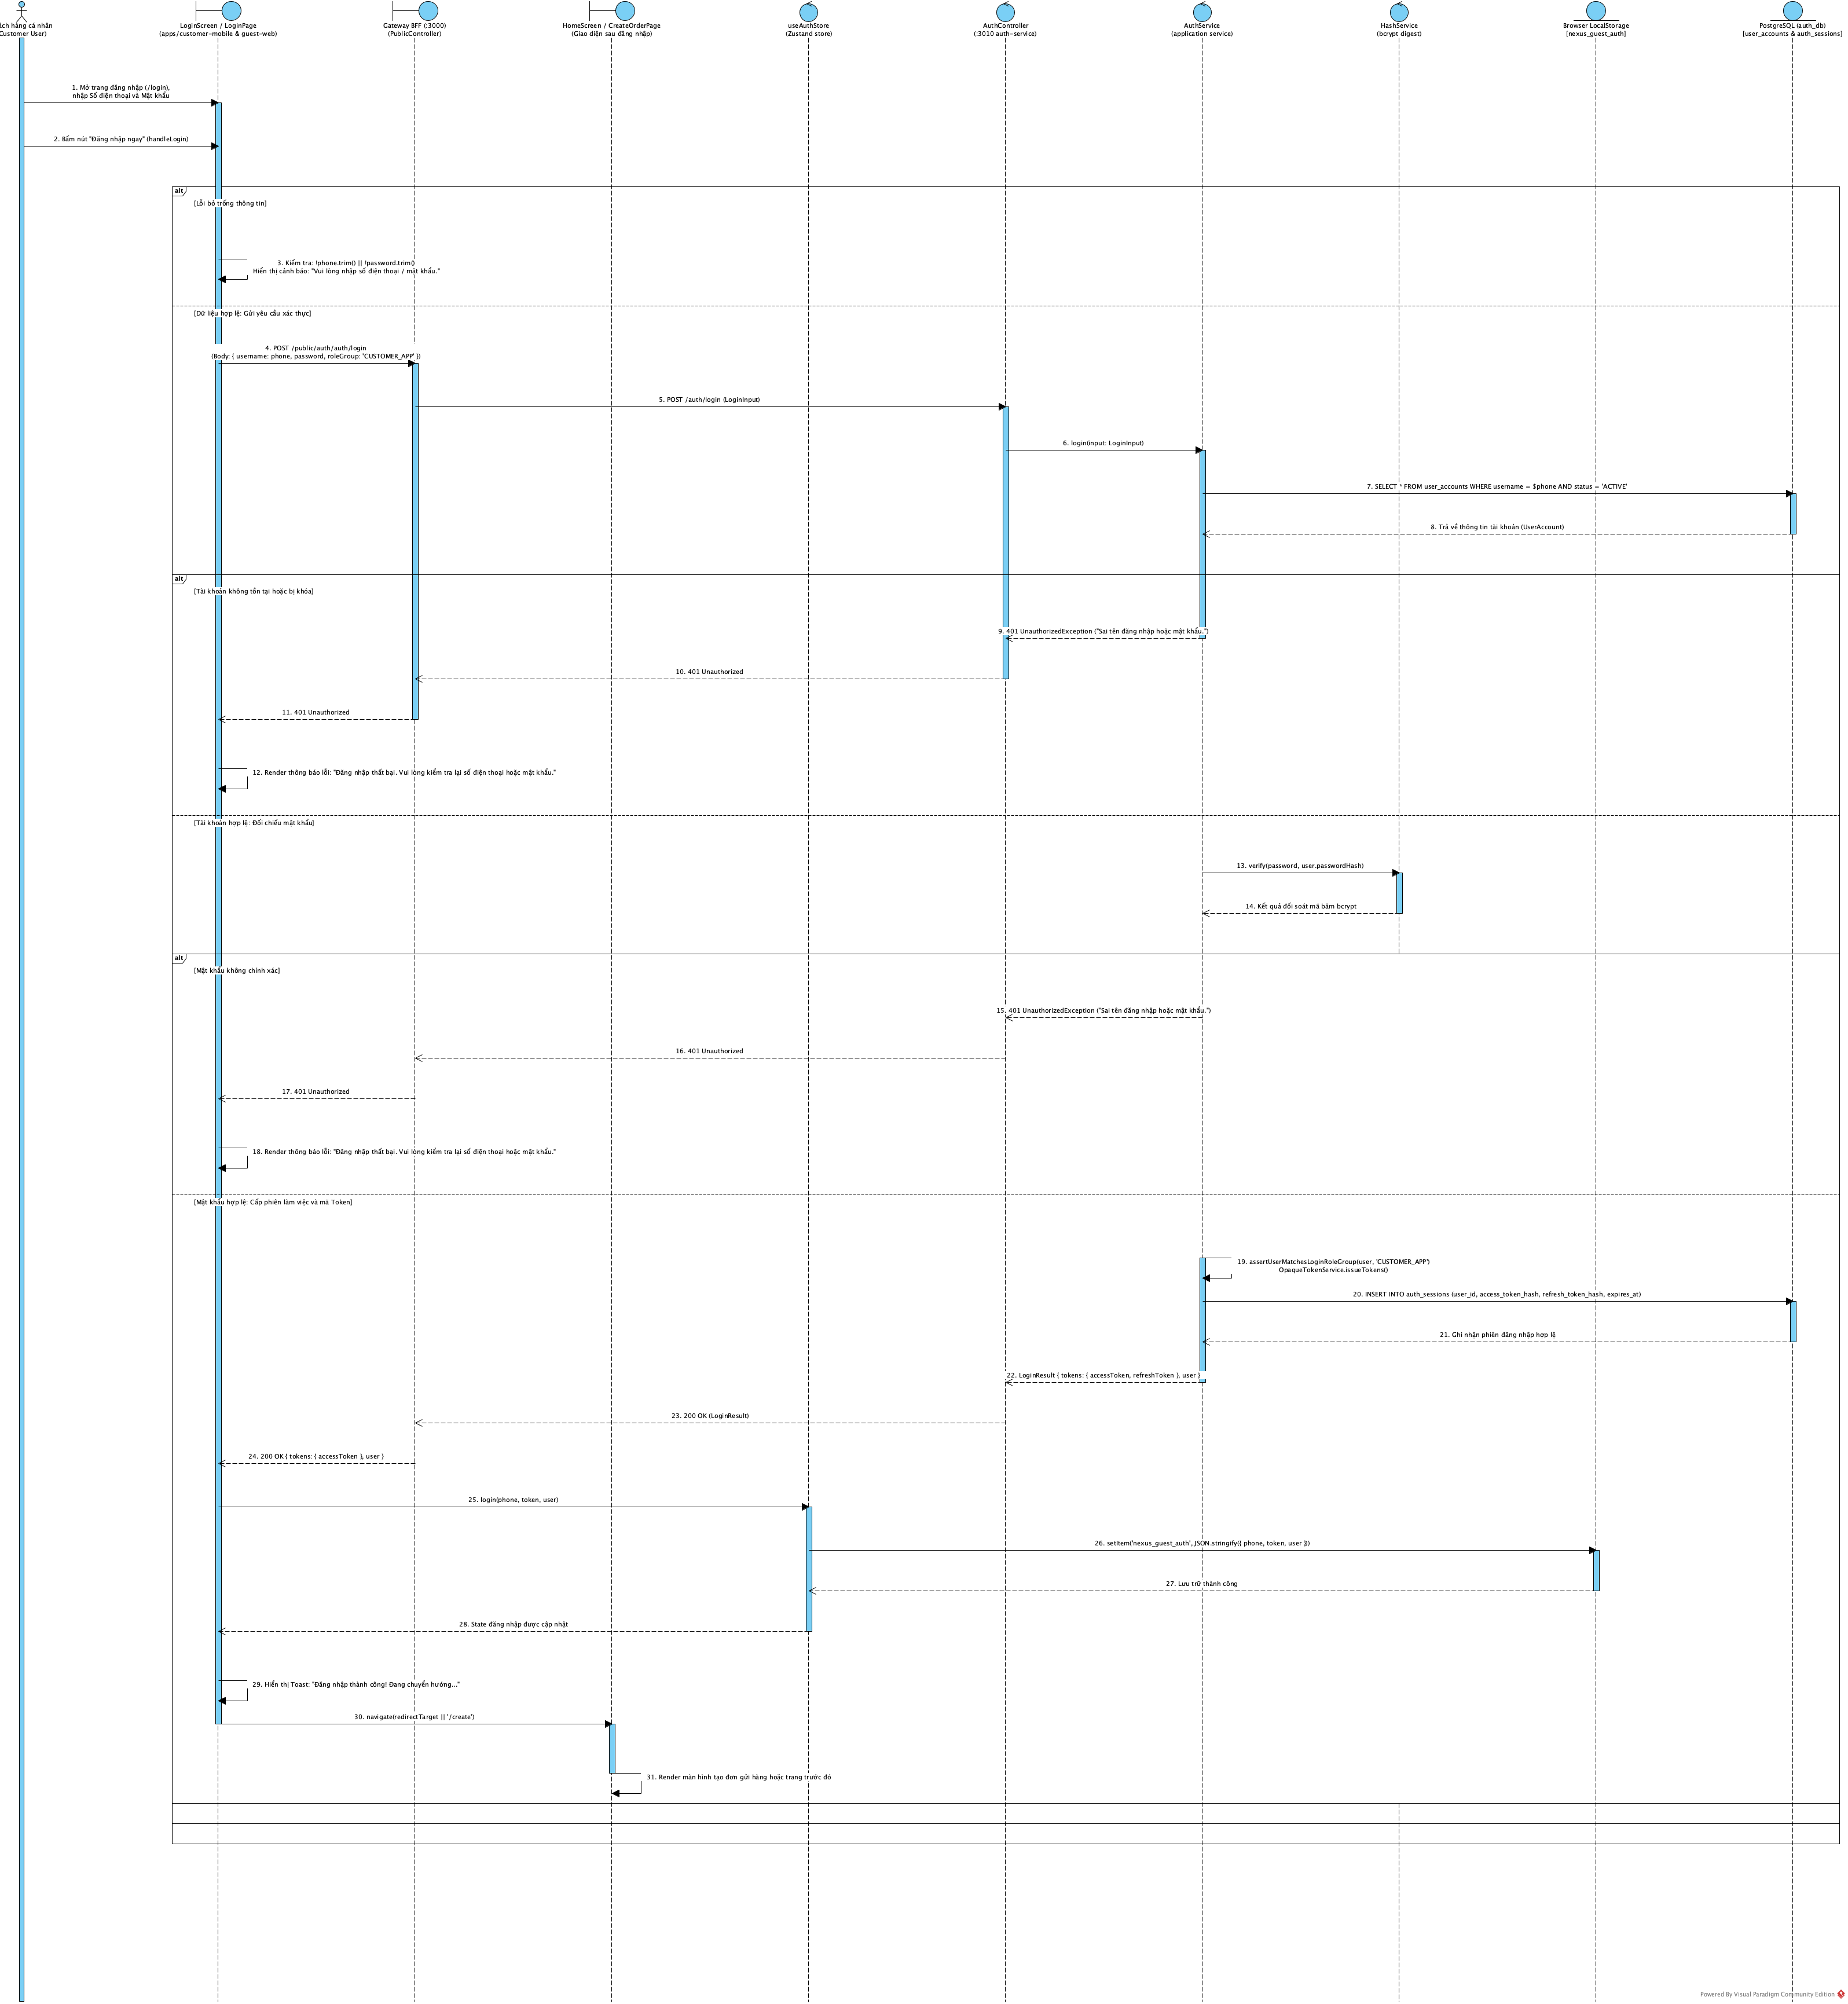 ách hàng cá nhân
Customer User)
LoginScreen / LoginPage
(apps/customer-mobile & guest-web)
Gateway BFF (:3000)
(PublicController)
HomeScreen / CreateOrderPage
(Giao diện sau đăng nhập)
useAuthStore
(Zustand store)
AuthController
(:3010 auth-service)
AuthService
(application service)
HashService
(bcrypt digest)
Browser LocalStorage
[nexus_guest_auth]
PostgreSQL (auth_db)
[user_accounts & auth_sessions]
1. Mở trang đăng nhập (/login),
nhập Số điện thoại và Mật khẩu
2. Bấm nút "Đăng nhập ngay" (handleLogin)
alt
[Lỗi bỏ trống thông tin]
3. Kiểm tra: !phone.trim() || !password.trim()
Hiển thị cảnh báo: "Vui lòng nhập số điện thoại / mật khẩu."
[Dữ liệu hợp lệ: Gửi yêu cầu xác thực]
4. POST /public/auth/auth/login
(Body: { username: phone, password, roleGroup: 'CUSTOMER_APP' })
5. POST /auth/login (LoginInput)
6. login(input: LoginInput)
7. SELECT * FROM user_accounts WHERE username = $phone AND status = 'ACTIVE'
8. Trả về thông tin tài khoản (UserAccount)
alt
[Tài khoản không tồn tại hoặc bị khóa]
9. 401 UnauthorizedException ("Sai tên đăng nhập hoặc mật khẩu.")
10. 401 Unauthorized
11. 401 Unauthorized
12. Render thông báo lỗi: "Đăng nhập thất bại. Vui lòng kiểm tra lại số điện thoại hoặc mật khẩu."
[Tài khoản hợp lệ: Đối chiếu mật khẩu]
13. verify(password, user.passwordHash)
14. Kết quả đối soát mã băm bcrypt
alt
[Mật khẩu không chính xác]
15. 401 UnauthorizedException ("Sai tên đăng nhập hoặc mật khẩu.")
16. 401 Unauthorized
17. 401 Unauthorized
18. Render thông báo lỗi: "Đăng nhập thất bại. Vui lòng kiểm tra lại số điện thoại hoặc mật khẩu."
[Mật khẩu hợp lệ: Cấp phiên làm việc và mã Token]
19. assertUserMatchesLoginRoleGroup(user, 'CUSTOMER_APP')
OpaqueTokenService.issueTokens()
20. INSERT INTO auth_sessions (user_id, access_token_hash, refresh_token_hash, expires_at)
21. Ghi nhận phiên đăng nhập hợp lệ
22. LoginResult { tokens: { accessToken, refreshToken }, user }
23. 200 OK (LoginResult)
24. 200 OK { tokens: { accessToken }, user }
25. login(phone, token, user)
26. setItem('nexus_guest_auth', JSON.stringify({ phone, token, user }))
27. Lưu trữ thành công
28. State đăng nhập được cập nhật
29. Hiển thị Toast: "Đăng nhập thành công! Đang chuyển hướng..."
30. navigate(redirectTarget || '/create')
31. Render màn hình tạo đơn gửi hàng hoặc trang trước đó
Powered By Visual Paradigm Community Edition